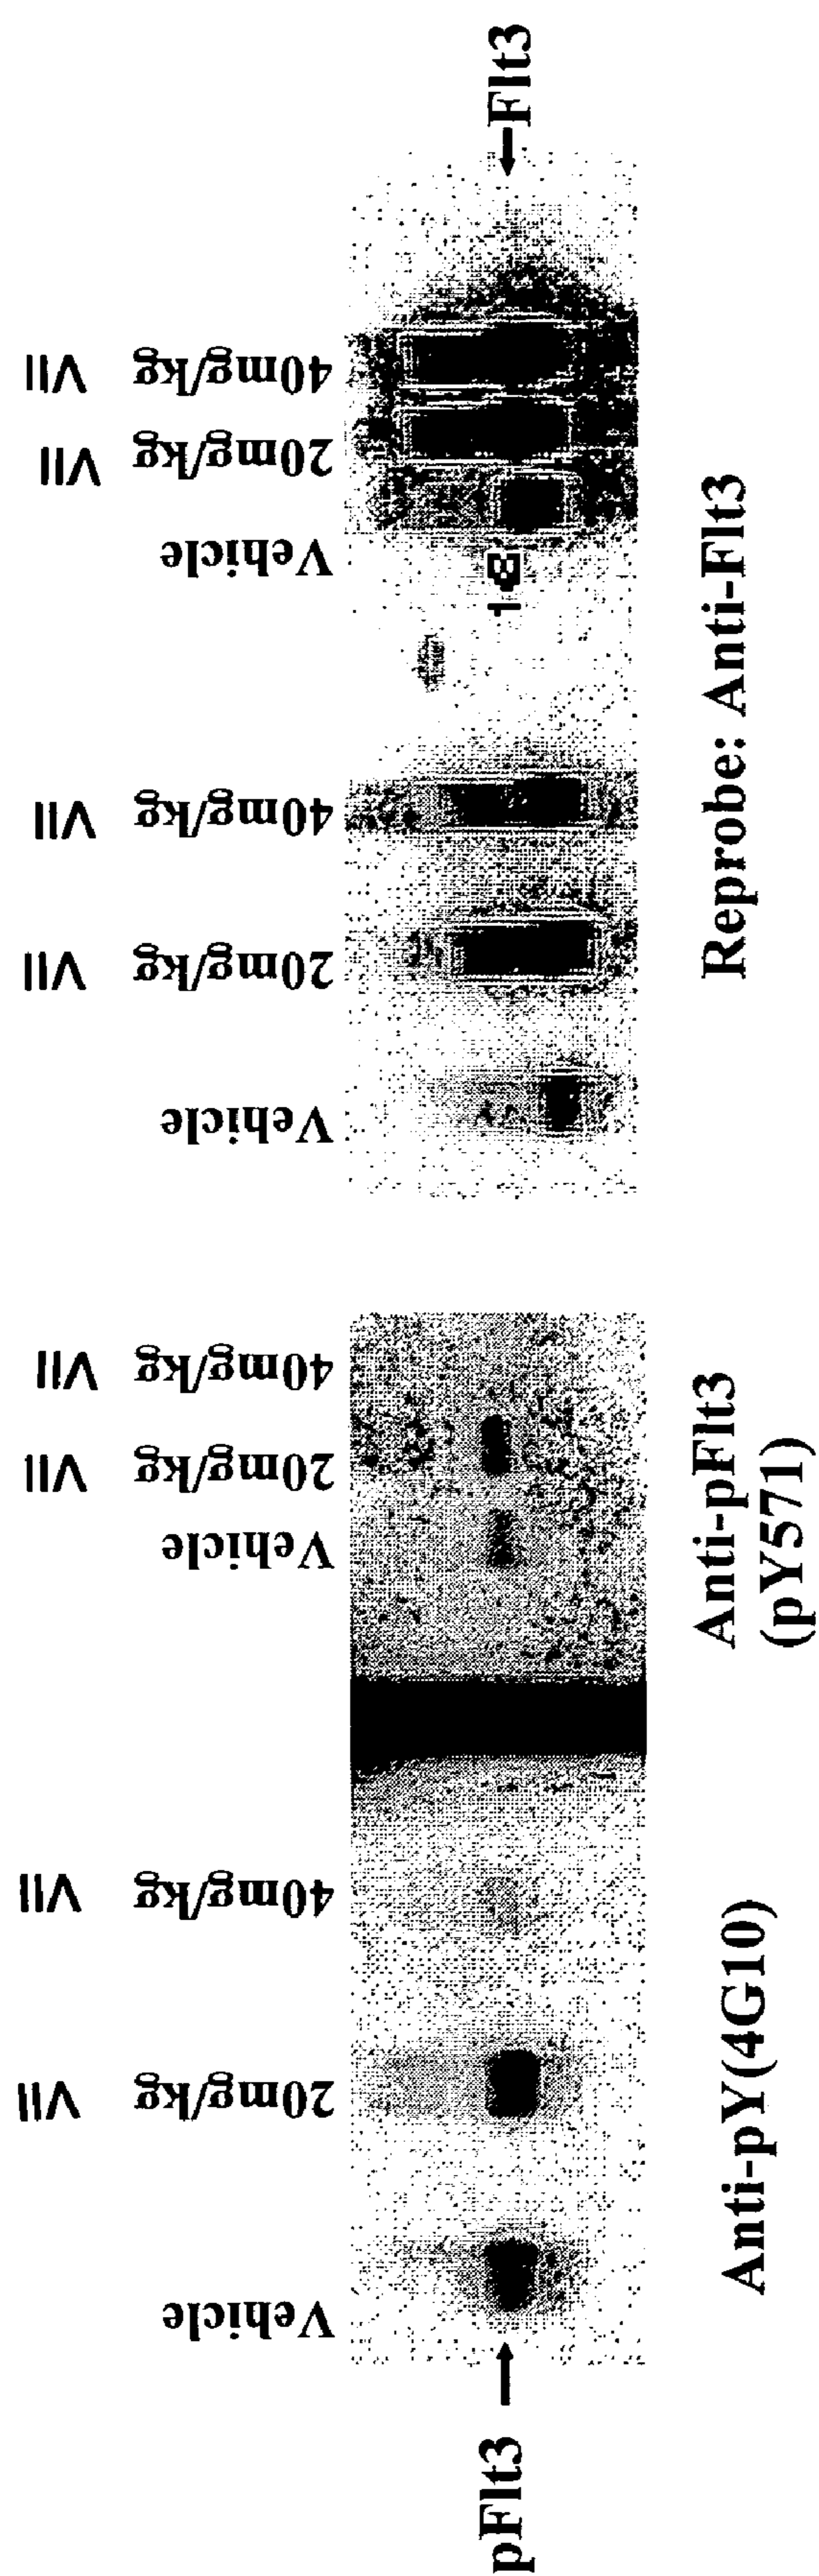 pFlt3
Vehicle
20mg/kg VII
40mg/kg VII
Vehicle
20mg/kg VII
40mg/kg VII
Anti-pY(4G10)
Anti-pFlt3
(pY571)
Vehicle
20mg/kg VII
40mg/kg VII
Vehicle
20mg/kg VII
40mg/kg VII
Flt3
Reprobe: Anti-Flt3